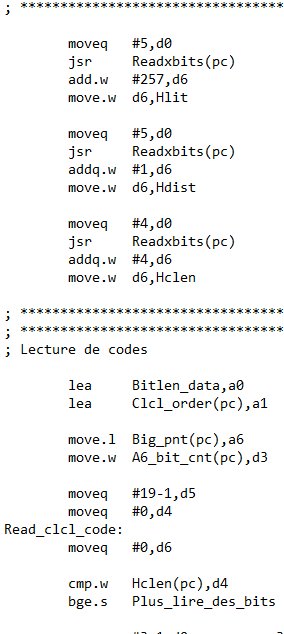 ; *********************************
moveq #5,d0
jsr Readxbits(pc)
add.w #257,d6
move.w d6,Hlit
moveq #5,d0
jsr Readxbits(pc)
addq.w #1,d6
move.w d6,Hdist
moveq #4,d0
jsr Readxbits(pc)
addq.w #4,d6
move.w d6,Hclen
; *********************************
; *********************************
; Lecture de codes
lea Bitlen_data,a0
lea Clcl_order(pc),a1
move.l Big_pnt(pc),a6
move.w A6_bit_cnt(pc),d3
moveq #19-1,d5
moveq #0,d4
Read_clcl_code:
moveq #0,d6
cmp.w Hclen(pc),d4
bge.s Plus_lire_des_bits